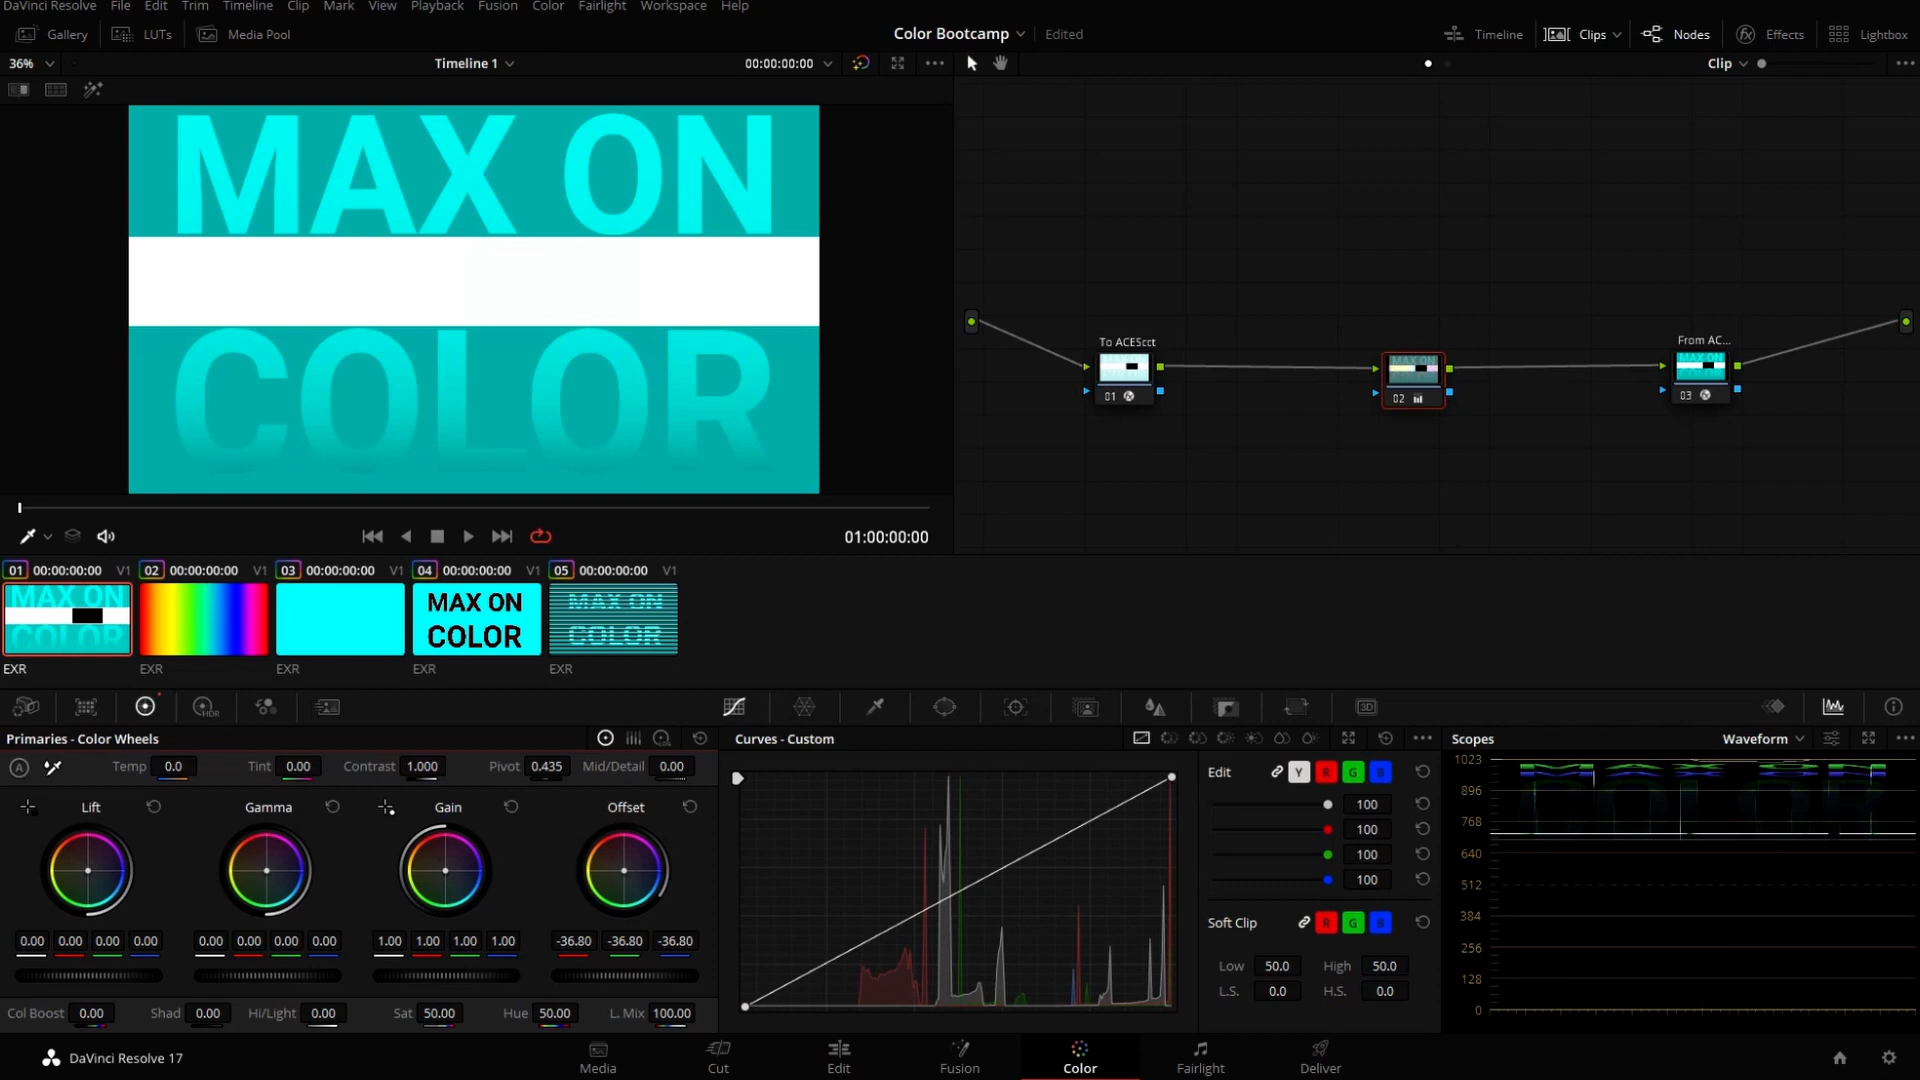 DaVinci Resolve File Edit Trim Timeline Clip Mark View Playback Fusion Color Fairlight Workspace Help
Gallery LUTs Media Pool Color Bootcamp Edited Timeline Clips Nodes Effects Lightbox
36% Timeline 1 00:00:00:00 Clip
MAX ON
COLOR
To ACEScct
01
02
From AC...
03
01:00:00:00
01 00:00:00:00 V1 02 00:00:00:00 V1 03 00:00:00:00 V1 04 00:00:00:00 V1 05 00:00:00:00 V1
MAX ON
COLOR
MAX ON
COLOR
MAX ON
COLOR
EXR EXR EXR EXR EXR
HDR 3D
Primaries - Color Wheels Curves - Custom Scopes Waveform
A Temp 0.0 Tint 0.00 Contrast 1.000 Pivot 0.435 Mid/Detail 0.00
Lift Gamma Gain Offset
0.00 0.00 0.00 0.00 0.00 0.00 0.00 0.00 1.00 1.00 1.00 1.00 -36.80 -36.80 -36.80
Col Boost 0.00 Shad 0.00 Hi/Light 0.00 Sat 50.00 Hue 50.00 L. Mix 100.00
Edit Y R G B
100
100
100
100
Soft Clip R G B
Low 50.0 High 50.0
L.S. 0.0 H.S. 0.0
1023
896
768
640
512
384
256
128
0
DaVinci Resolve 17 Media Cut Edit Fusion Color Fairlight Deliver